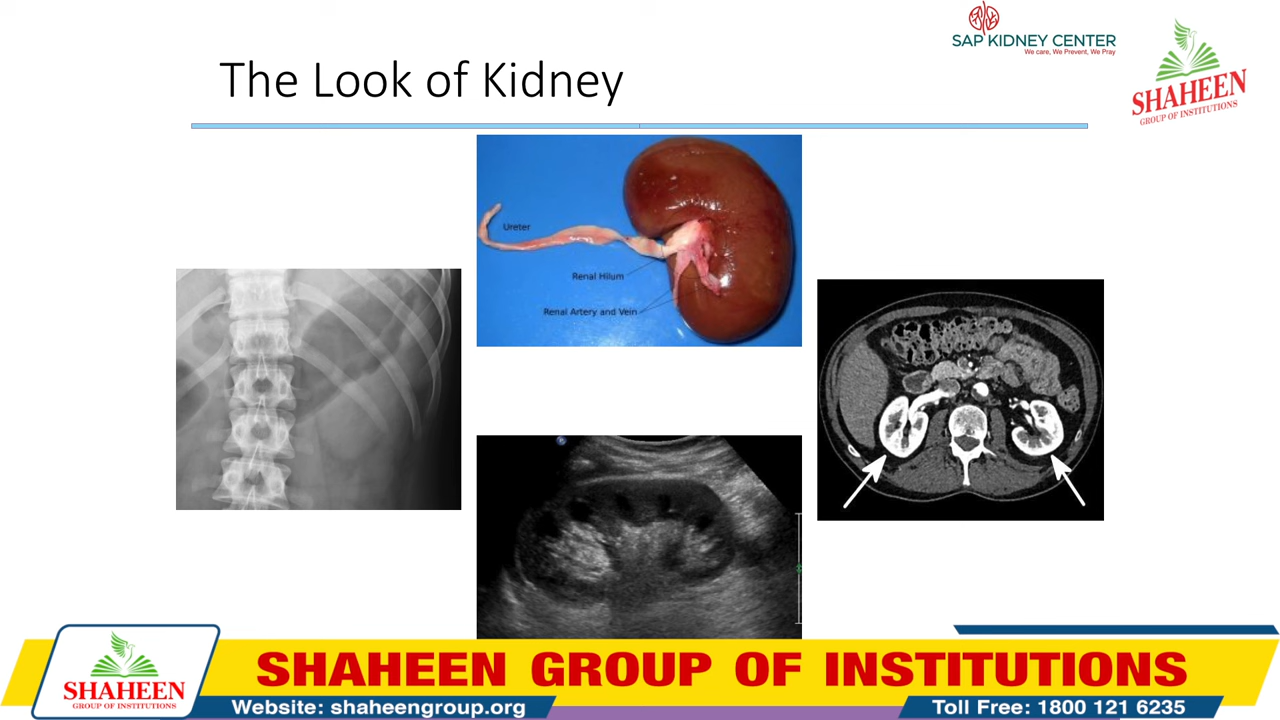 SAP KIDNEY CENTER
We care, We Prevent, We Pray
SHAHEEN
GROUP OF INSTITUTIONS
The Look of Kidney
Ureter
Renal Hilum
Renal Artery and Vein
SHAHEEN
GROUP OF INSTITUTIONS
SHAHEEN GROUP OF INSTITUTIONS
Website: shaheengroup.org
Toll Free: 1800 121 6235